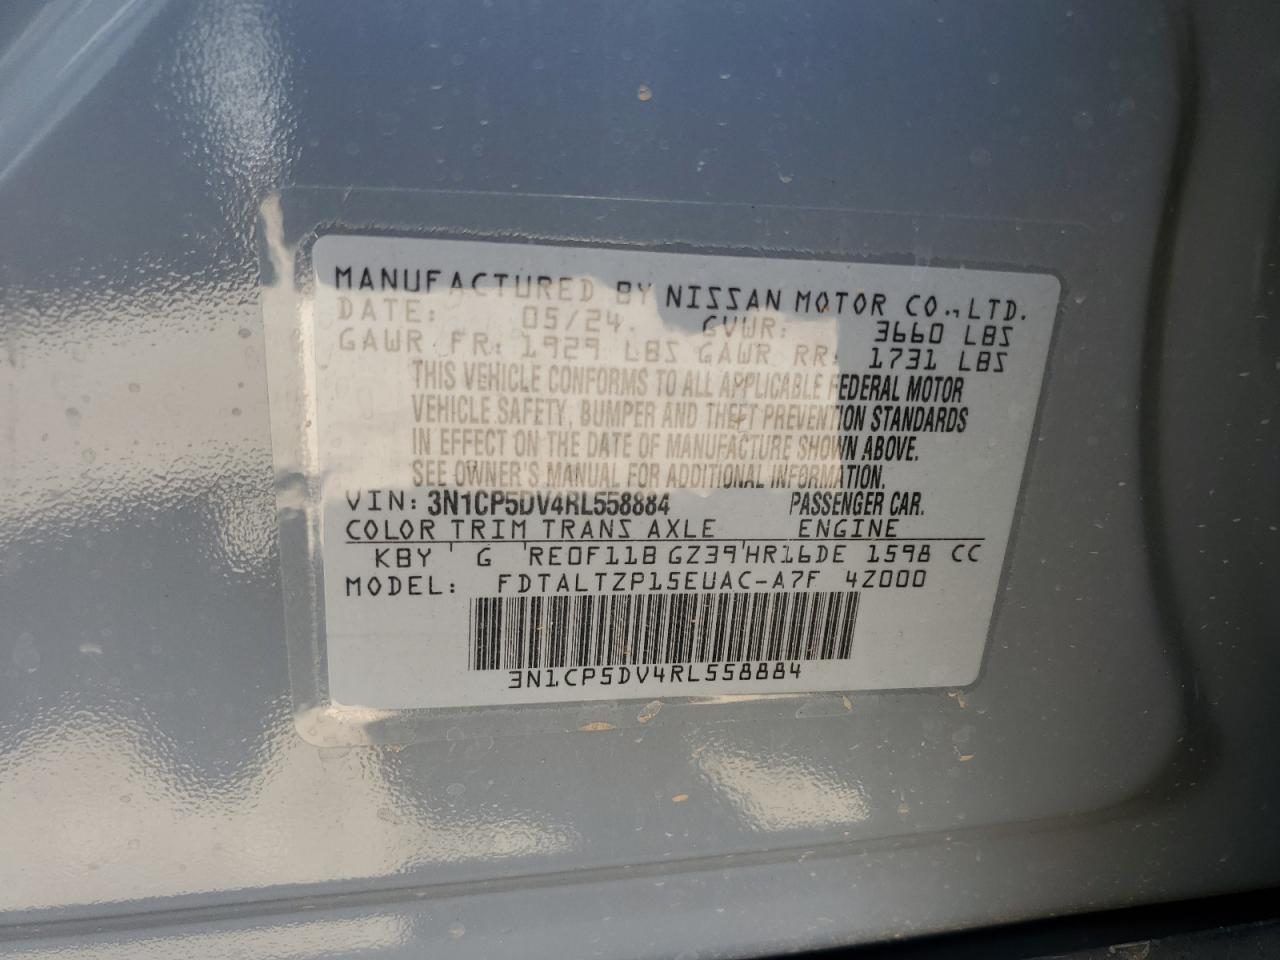 MANUFACTURED BY NISSAN MOTOR CO., LTD.
DATE: 05/24. GVWR: 3660 LBS
GAWR FR: 1929 LBS GAWR RR: 1731 LBS
THIS VEHICLE CONFORMS TO ALL APPLICABLE FEDERAL MOTOR
VEHICLE SAFETY, BUMPER AND THEFT PREVENTION STANDARDS
IN EFFECT ON THE DATE OF MANUFACTURE SHOWN ABOVE.
SEE OWNER'S MANUAL FOR ADDITIONAL INFORMATION.
VIN: 3N1CP5DV4RL558884 PASSENGER CAR.
COLOR TRIM TRANS AXLE ENGINE
KBY ' G ' RE0F11B GZ39'HR16DE 1598 CC
MODEL: FDTALTZP15EUAC-A7F 4Z000
3N1CP5DV4RL558884